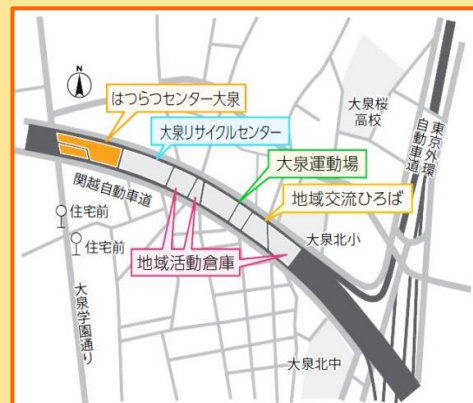 N
はつらつセンター大泉
大泉リサイクルセンター
大泉桜
高校
東京外環
自動車道
大泉運動場
関越自動車道
地域交流ひろば
住宅前
住宅前
大泉北小
地域活動倉庫
大泉学園通り
大泉北中